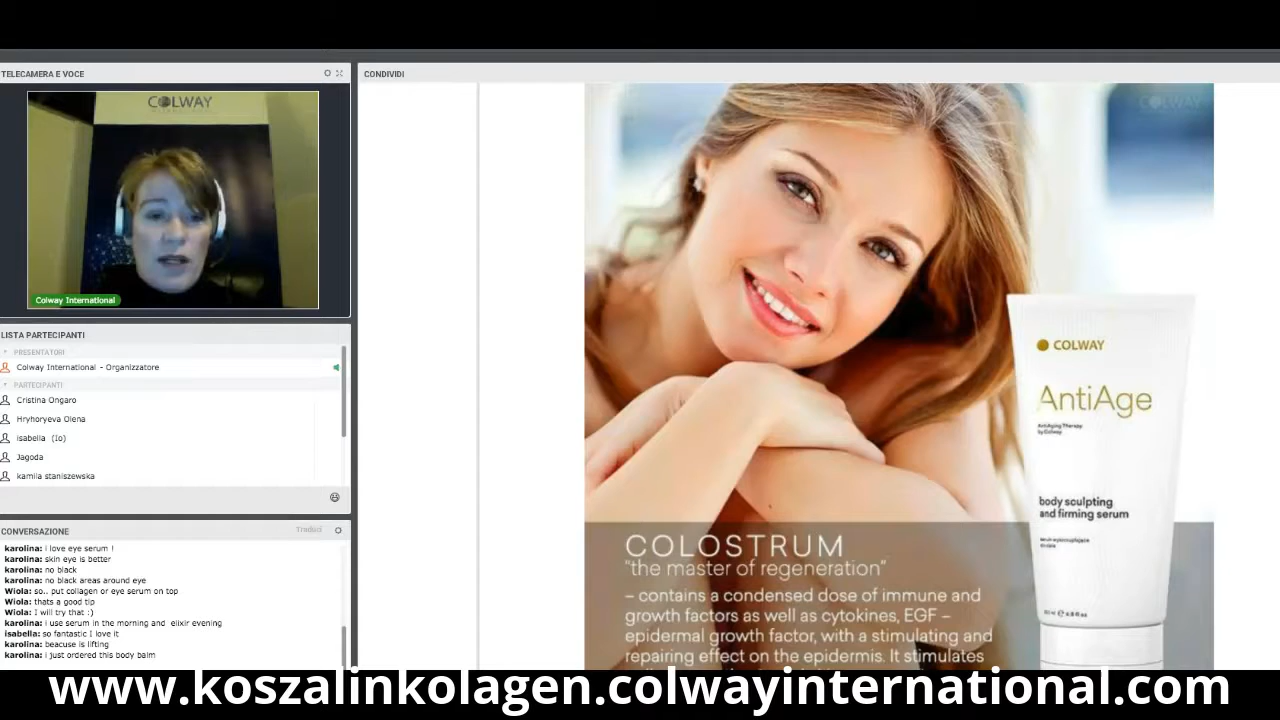 TELECAMERA E VOCE
COLWAY
Colway International
LISTA PARTECIPANTI
PRESENTATORI
Colway International - Organizzatore
PARTECIPANTI
Cristina Ongaro
Hryhoryeva Olena
isabella (Io)
Jagoda
kamila staniszewska
CONVERSAZIONE
Traduci
karolina: i love eye serum !
karolina: skin eye is better
karolina: no black
karolina: no black areas around eye
Wiola: so.. put collagen or eye serum on top
Wiola: thats a good tip
Wiola: I will try that :)
karolina: i use serum in the morning and elixir evening
isabella: so fantastic I love it
karolina: beacuse is lifting
karolina: i just ordered this body balm
CONDIVIDI
COLWAY
COLWAY
AntiAge
AntiAging Therapy
by Colway
body sculpting
and firming serum
COLOSTRUM
"the master of regeneration"
– contains a condensed dose of immune and
growth factors as well as cytokines, EGF –
epidermal growth factor, with a stimulating and
repairing effect on the epidermis. It stimulates
www.koszalinkolagen.colwayinternational.com